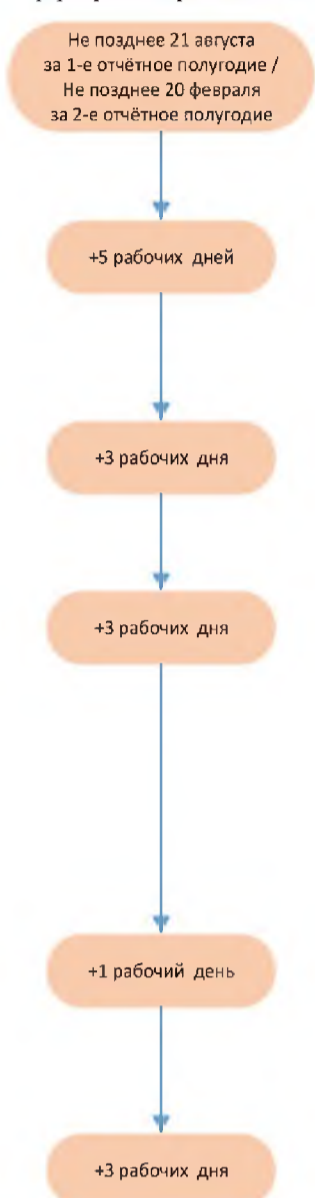 Не позднее 21 августа
за 1-е отчётное полугодие /
Не позднее 20 февраля
за 2-е отчётное полугодие
+5 рабочих дней
+3 рабочих дня
+3 рабочих дня
+1 рабочий день
+3 рабочих дня